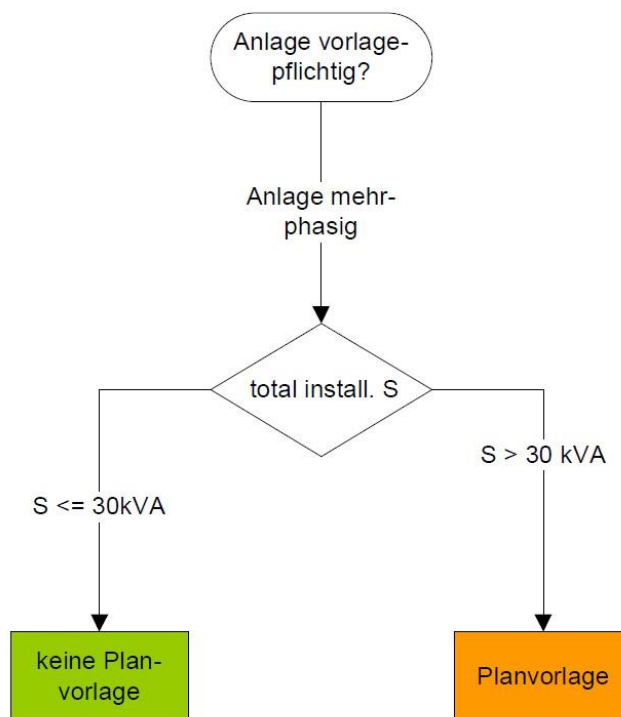 Anlage vorlage-
pflichtig?
Anlage mehr-
phasig
total install. S
S > 30 kVA
S <= 30kVA
keine Plan-
vorlage
Planvorlage